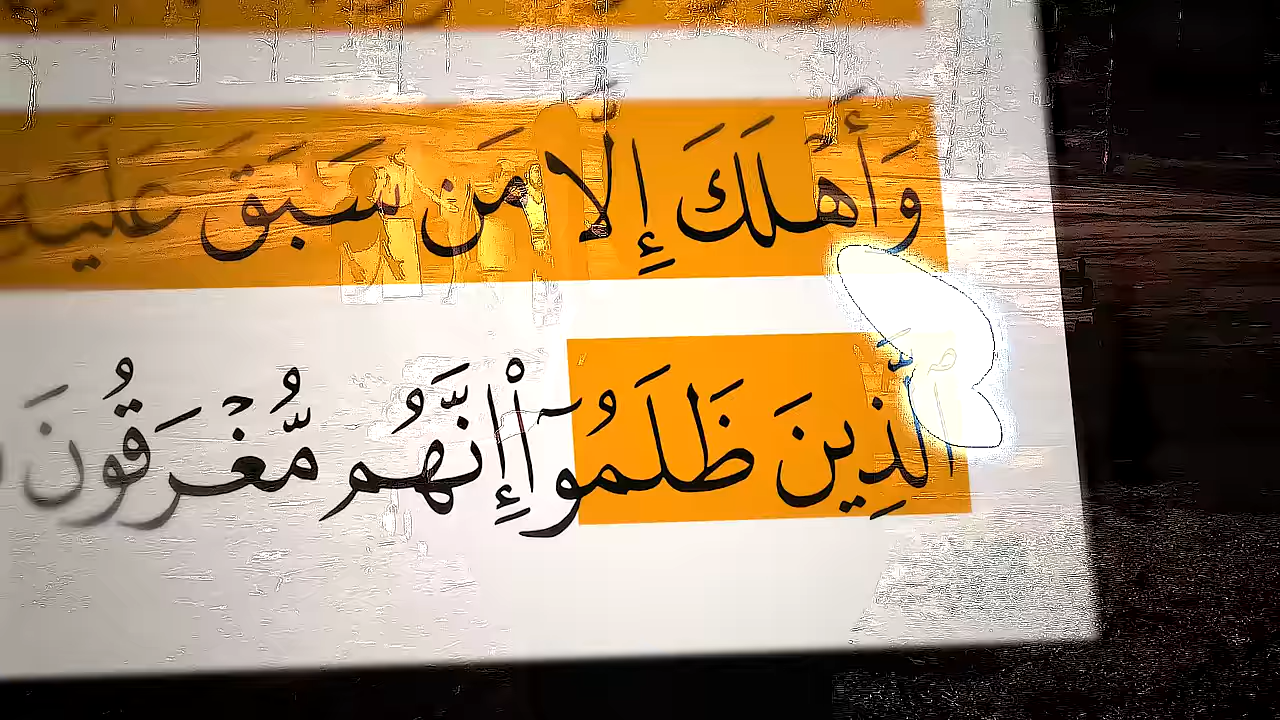 وَأَهْلَكَ إِلَّا مَن سَبَقَ عَلَيْهِ
ٱلَّذِينَ ظَلَمُوٓا۟ إِنَّهُم مُّغْرَقُونَ